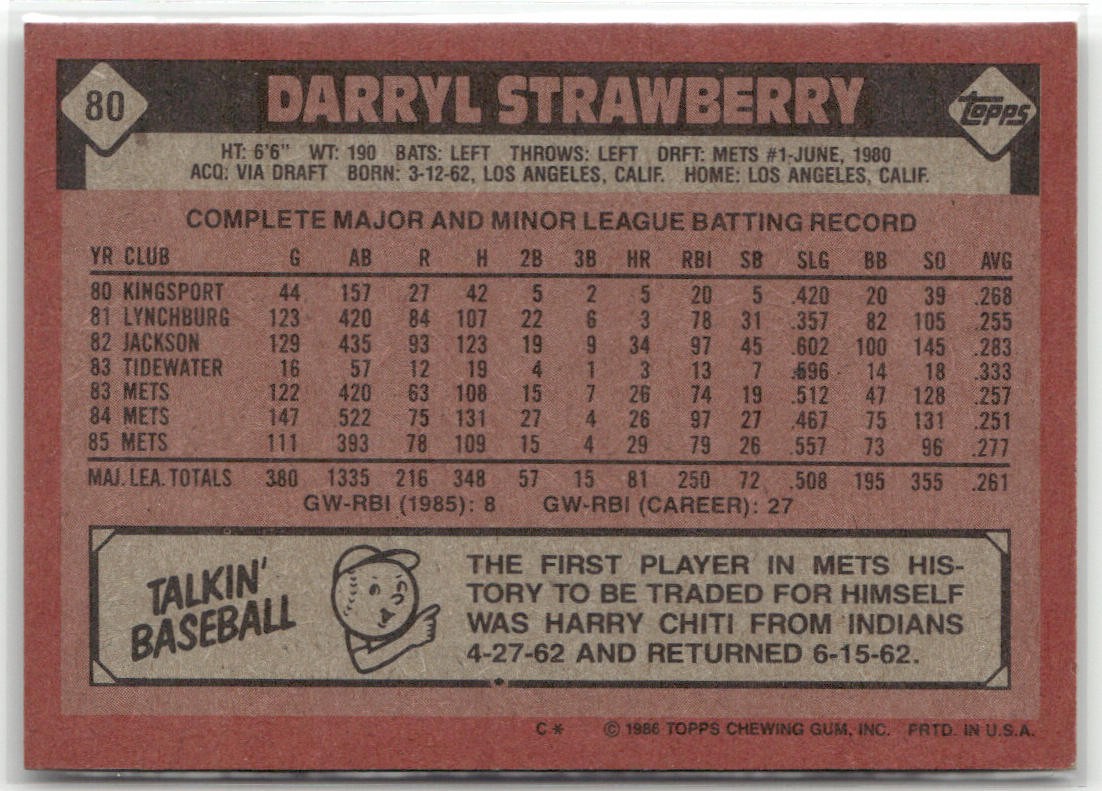 80 DARRYL STRAWBERRY topps
HT: 6'6" WT: 190 BATS: LEFT THROWS: LEFT DRFT: METS #1-JUNE, 1980
ACQ: VIA DRAFT BORN: 3-12-62, LOS ANGELES, CALIF. HOME: LOS ANGELES, CALIF.
COMPLETE MAJOR AND MINOR LEAGUE BATTING RECORD
YR CLUB G AB R H 2B 3B HR RBI SB SLG BB SO AVG
80 KINGSPORT 44 157 27 42 5 2 5 20 5 .420 20 39 .268
81 LYNCHBURG 123 420 84 107 22 6 3 78 31 .357 82 105 .255
82 JACKSON 129 435 93 123 19 9 34 97 45 .602 100 145 .283
83 TIDEWATER 16 57 12 19 4 1 3 13 7 .596 14 18 .333
83 METS 122 420 63 108 15 7 26 74 19 .512 47 128 .257
84 METS 147 522 75 131 27 4 26 97 27 .467 75 131 .251
85 METS 111 393 78 109 15 4 29 79 26 .557 73 96 .277
MAJ. LEA. TOTALS 380 1335 216 348 57 15 81 250 72 .508 195 355 .261
GW-RBI (1985): 8 GW-RBI (CAREER): 27
TALKIN'
BASEBALL
THE FIRST PLAYER IN METS HIS-
TORY TO BE TRADED FOR HIMSELF
WAS HARRY CHITI FROM INDIANS
4-27-62 AND RETURNED 6-15-62.
C* © 1986 TOPPS CHEWING GUM, INC. PRTD. IN U.S.A.